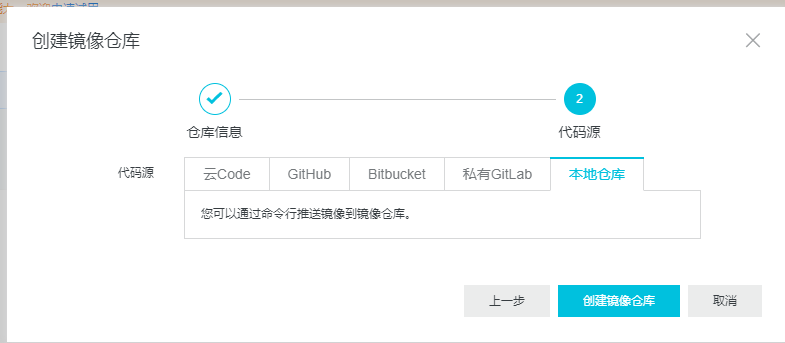 创建镜像仓库
2
仓库信息 代码源
代码源 云Code GitHub Bitbucket 私有GitLab 本地仓库
您可以通过命令行推送镜像到镜像仓库。
上一步 创建镜像仓库 取消